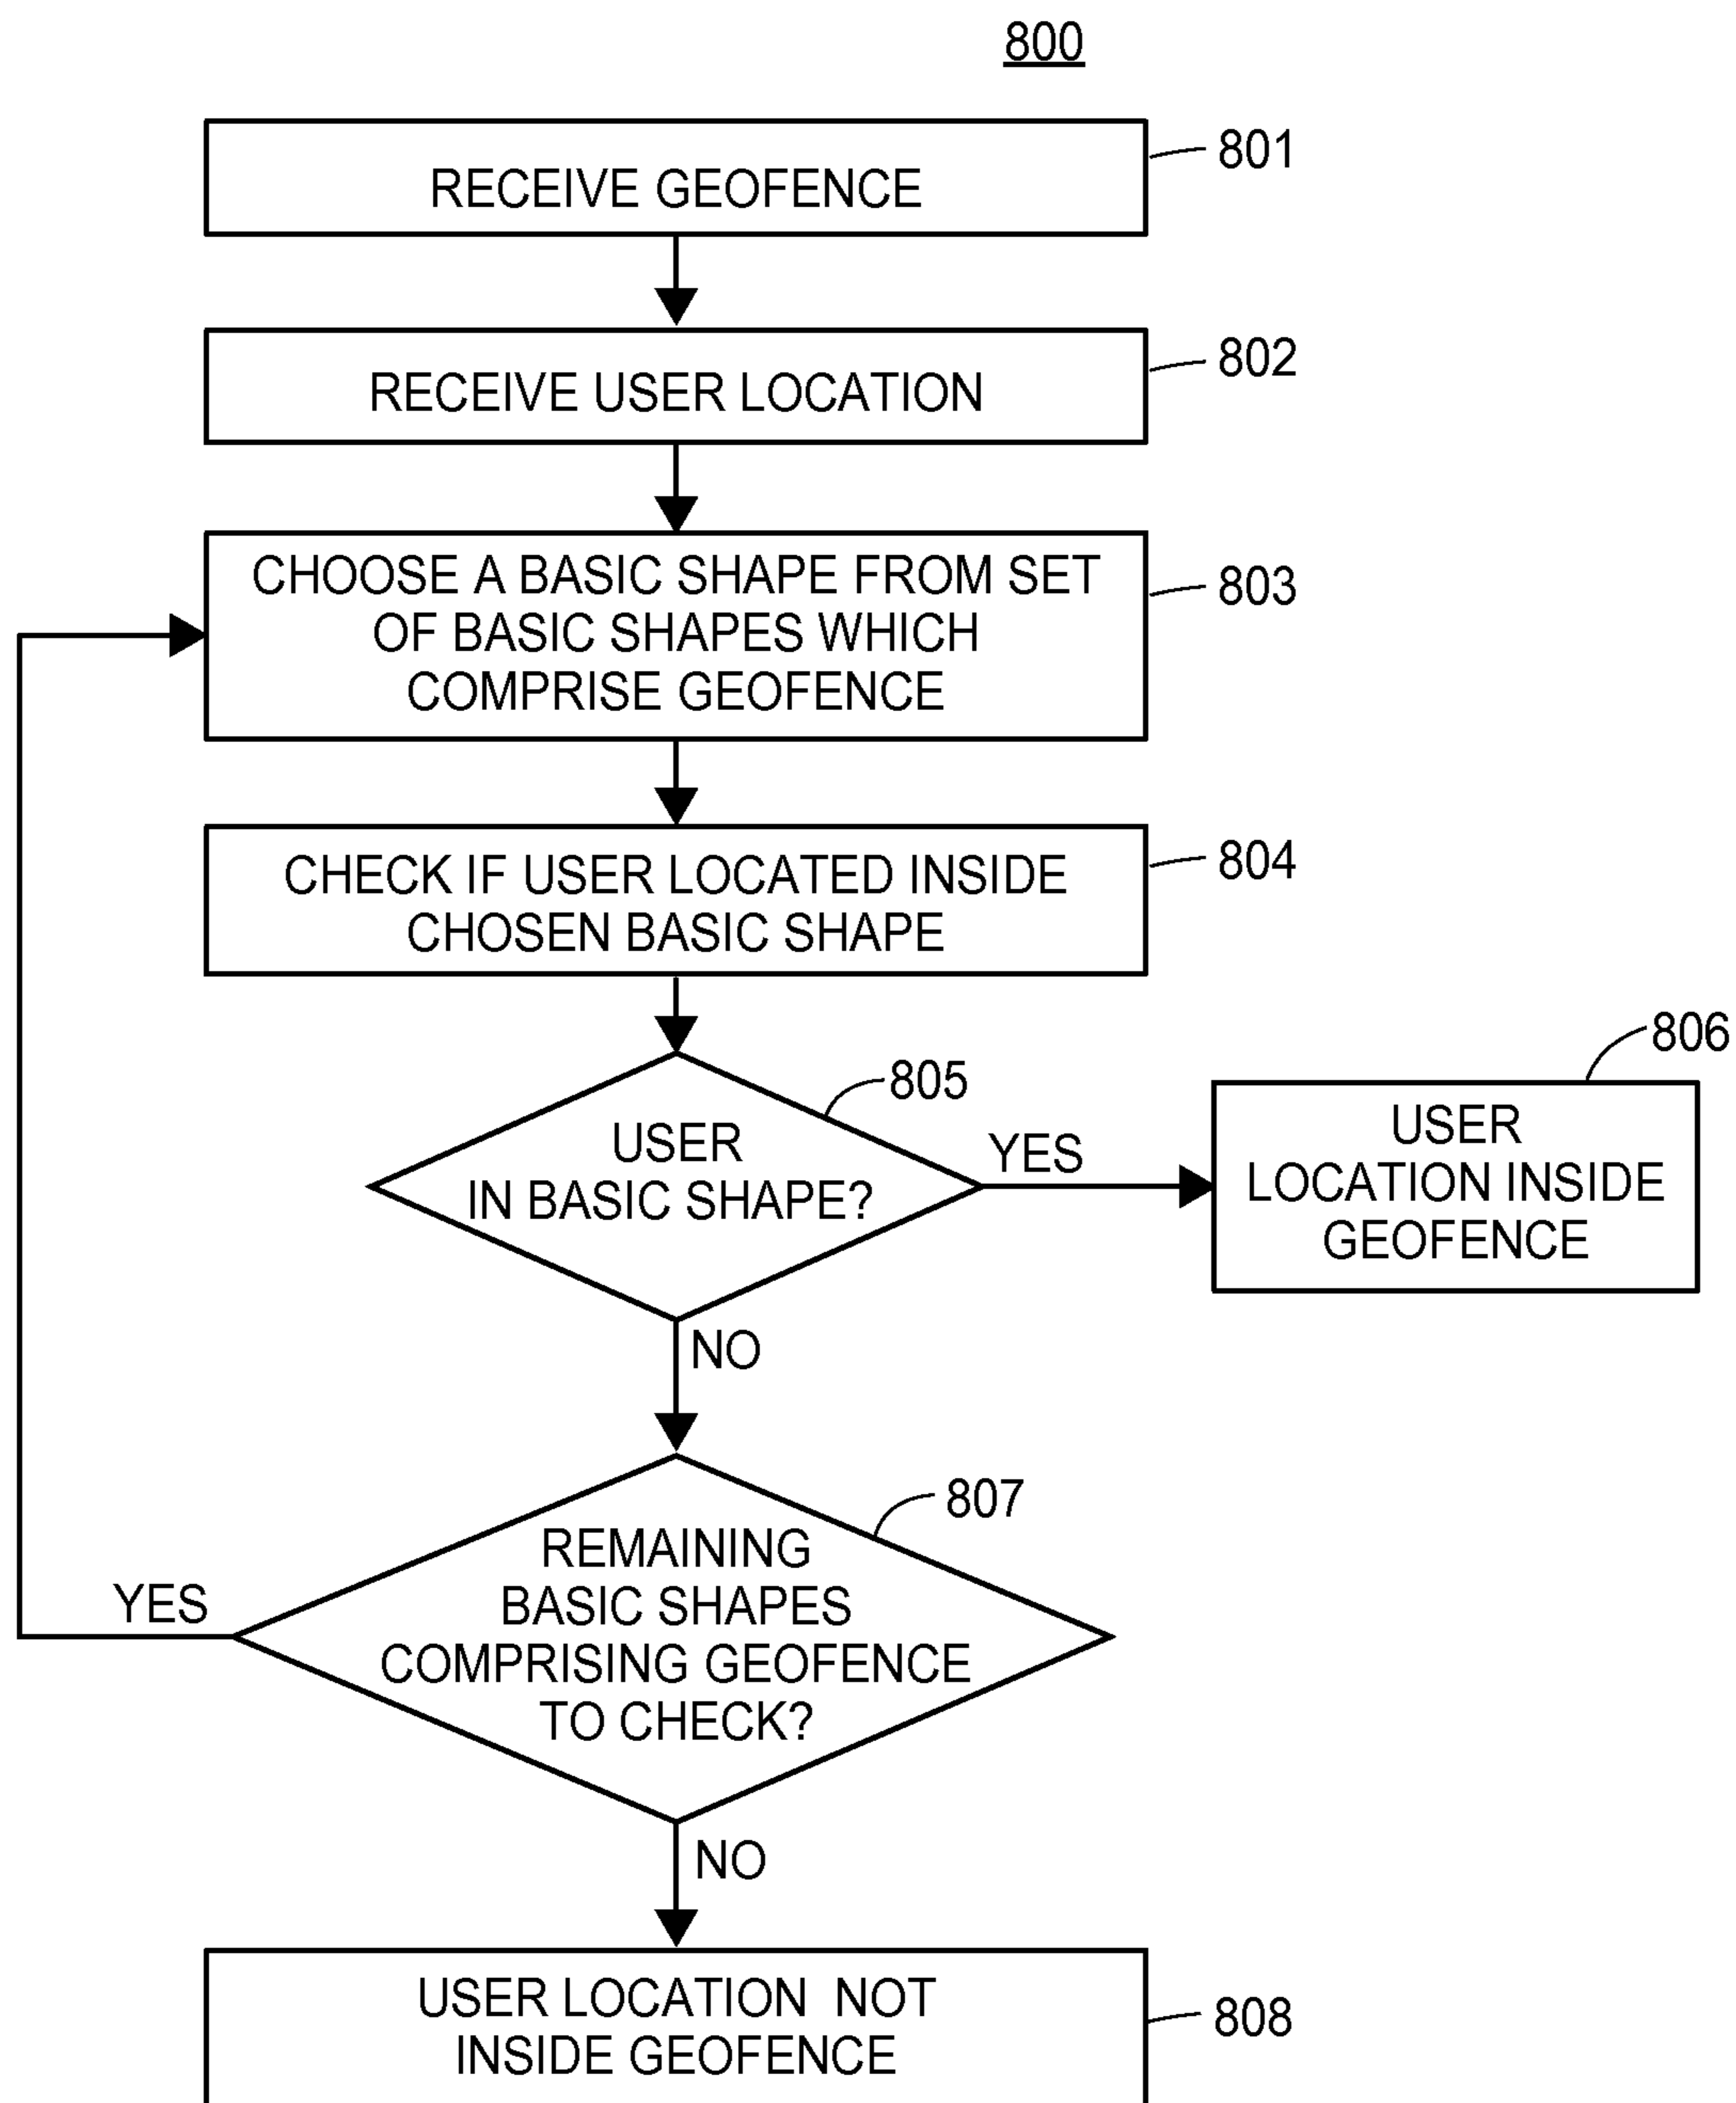 800
RECEIVE GEOFENCE
801
RECEIVE USER LOCATION
802
CHOOSE A BASIC SHAPE FROM SET
OF BASIC SHAPES WHICH
COMPRISE GEOFENCE
803
CHECK IF USER LOCATED INSIDE
CHOSEN BASIC SHAPE
804
USER
IN BASIC SHAPE?
805
YES
USER
LOCATION INSIDE
GEOFENCE
806
NO
REMAINING
BASIC SHAPES
COMPRISING GEOFENCE
TO CHECK?
807
YES
NO
USER LOCATION NOT
INSIDE GEOFENCE
808